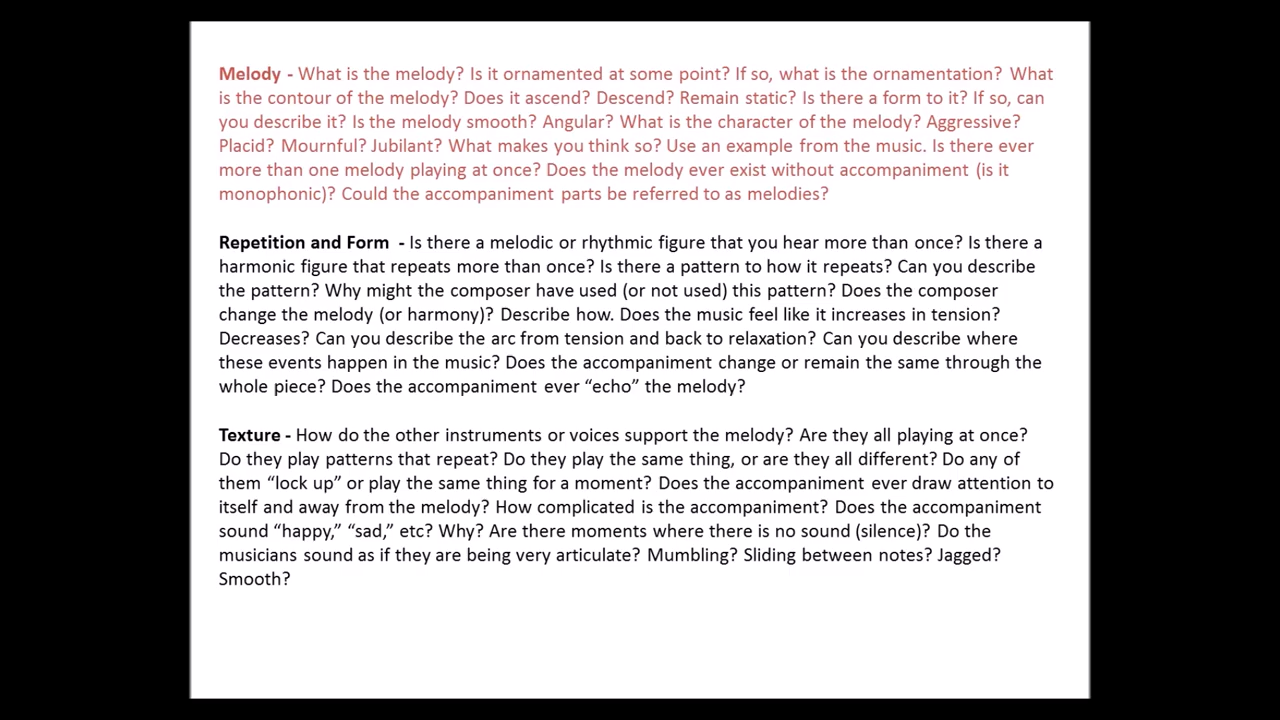 Melody - What is the melody? Is it ornamented at some point? If so, what is the ornamentation? What
is the contour of the melody? Does it ascend? Descend? Remain static? Is there a form to it? If so, can
you describe it? Is the melody smooth? Angular? What is the character of the melody? Aggressive?
Placid? Mournful? Jubilant? What makes you think so? Use an example from the music. Is there ever
more than one melody playing at once? Does the melody ever exist without accompaniment (is it
monophonic)? Could the accompaniment parts be referred to as melodies?
Repetition and Form - Is there a melodic or rhythmic figure that you hear more than once? Is there a
harmonic figure that repeats more than once? Is there a pattern to how it repeats? Can you describe
the pattern? Why might the composer have used (or not used) this pattern? Does the composer
change the melody (or harmony)? Describe how. Does the music feel like it increases in tension?
Decreases? Can you describe the arc from tension and back to relaxation? Can you describe where
these events happen in the music? Does the accompaniment change or remain the same through the
whole piece? Does the accompaniment ever “echo” the melody?
Texture - How do the other instruments or voices support the melody? Are they all playing at once?
Do they play patterns that repeat? Do they play the same thing, or are they all different? Do any of
them “lock up” or play the same thing for a moment? Does the accompaniment ever draw attention to
itself and away from the melody? How complicated is the accompaniment? Does the accompaniment
sound “happy,” “sad,” etc? Why? Are there moments where there is no sound (silence)? Do the
musicians sound as if they are being very articulate? Mumbling? Sliding between notes? Jagged?
Smooth?